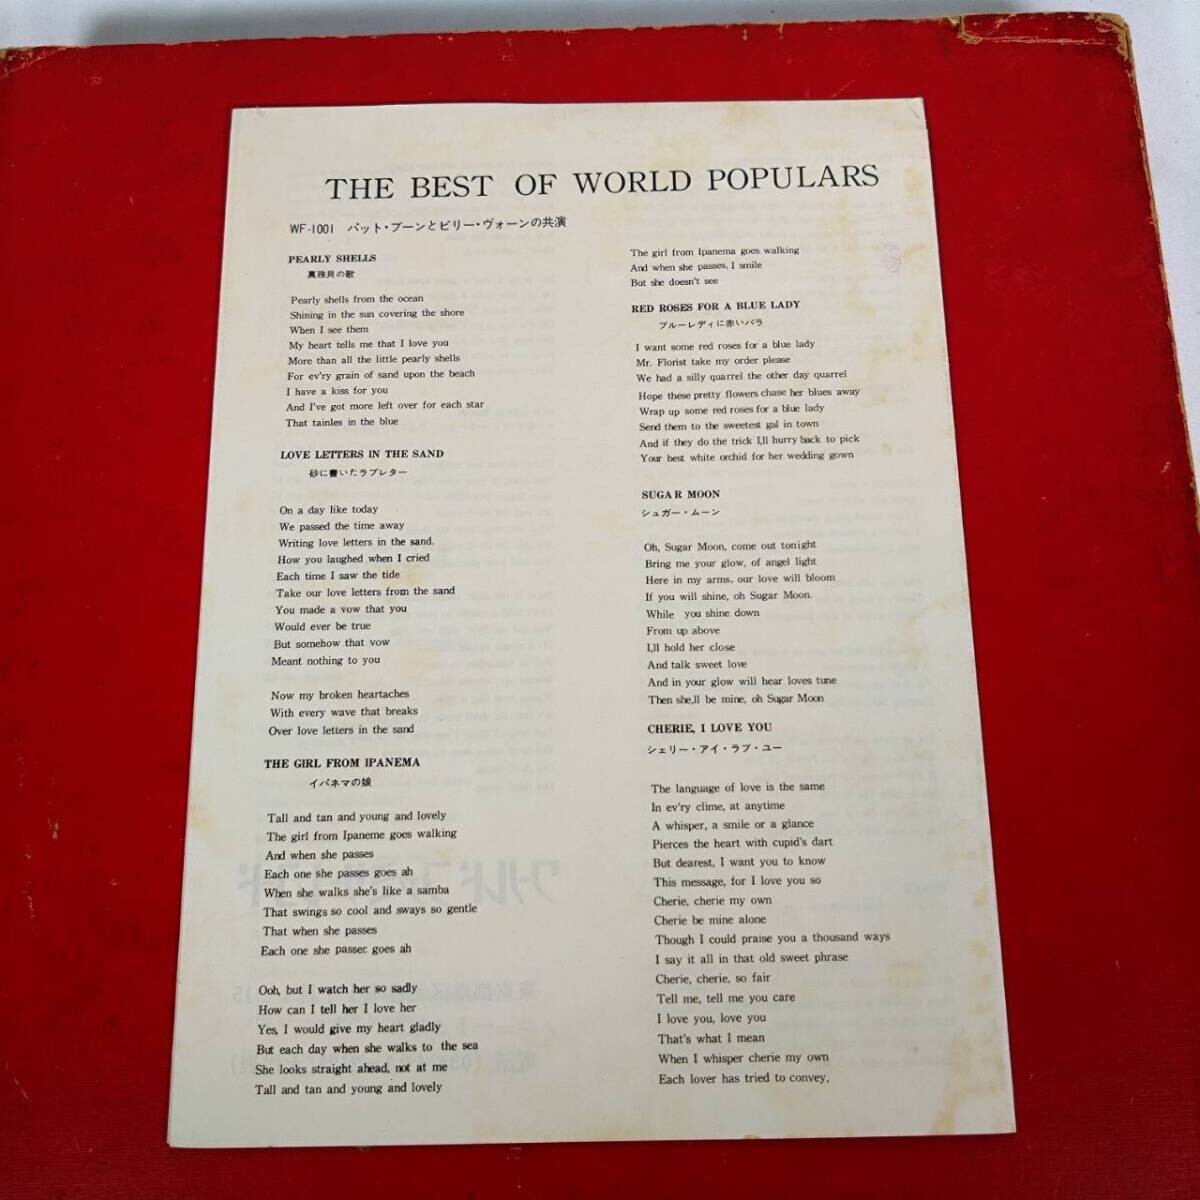 THE BEST OF WORLD POPULARS
WF-1001 パット・ブーンとビリー・ヴォーンの共演
PEARLY SHELLS
真珠貝の歌
Pearly shells from the ocean
Shining in the sun covering the shore
When I see them
My heart tells me that I love you
More than all the little pearly shells
For ev'ry grain of sand upon the beach
I have a kiss for you
And I've got more left over for each star
That tainles in the blue
LOVE LETTERS IN THE SAND
砂に書いたラブレター
On a day like today
We passed the time away
Writing love letters in the sand.
How you laughed when I cried
Each time I saw the tide
Take our love letters from the sand
You made a vow that you
Would ever be true
But somehow that vow
Meant nothing to you
Now my broken heartaches
With every wave that breaks
Over love letters in the sand
THE GIRL FROM IPANEMA
イパネマの娘
Tall and tan and young and lovely
The girl from Ipaneme goes walking
And when she passes
Each one she passes goes ah
When she walks she's like a samba
That swings so cool and sways so gentle
That when she passes
Each one she passer goes ah
Ooh, but I watch her so sadly
How can I tell her I love her
Yes, I would give my heart gladly
But each day when she walks to the sea
She looks straight ahead, not at me
Tall and tan and young and lovely
The girl from Ipanema goes walking
And when she passes, I smile
But she doesn't see
RED ROSES FOR A BLUE LADY
ブルーレディに赤いバラ
I want some red roses for a blue lady
Mr. Florist take my order please
We had a silly quarrel the other day quarrel
Hope these pretty flowers chase her blues away
Wrap up some red roses for a blue lady
Send them to the sweetest gal in town
And if they do the trick I,ll hurry back to pick
Your best white orchid for her wedding gown
SUGAR MOON
シュガー・ムーン
Oh, Sugar Moon, come out tonight
Bring me your glow, of angel light
Here in my arms, our love will bloom
If you will shine, oh Sugar Moon.
While you shine down
From up above
I,ll hold her close
And talk sweet love
And in your glow will hear loves tune
Then she,ll be mine, oh Sugar Moon
CHERIE, I LOVE YOU
シェリー・アイ・ラブ・ユー
The language of love is the same
In ev'ry clime, at anytime
A whisper, a smile or a glance
Pierces the heart with cupid's dart
But dearest, I want you to know
This message, for I love you so
Cherie, cherie my own
Cherie be mine alone
Though I could praise you a thousand ways
I say it all in that old sweet phrase
Cherie, cherie, so fair
Tell me, tell me you care
I love you, love you
That's what I mean
When I whisper cherie my own
Each lover has tried to convey,